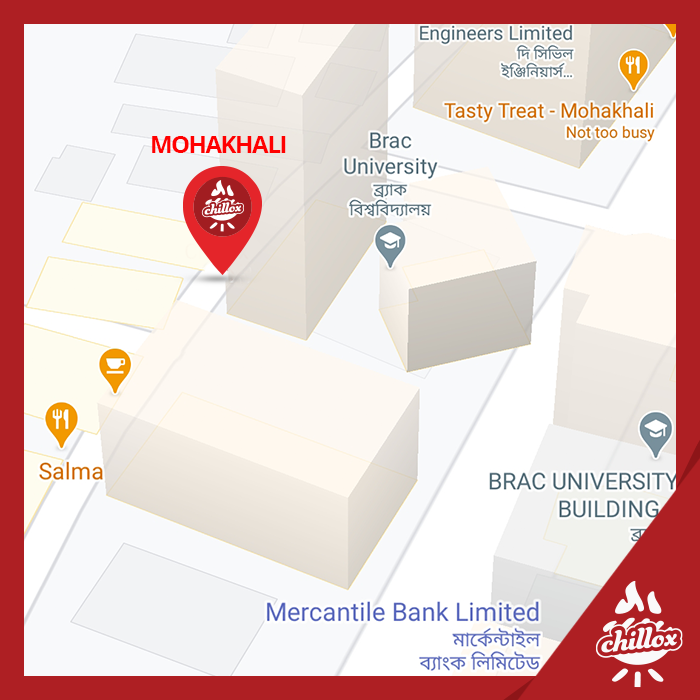 Engineers Limited
দি সিভিল
ইঞ্জিনিয়ার্স...
Tasty Treat - Mohakhali
Not too busy
MOHAKHALI
chillox
Brac
University
ব্র্যাক
বিশ্ববিদ্যালয়
Salma
BRAC UNIVERSITY
BUILDING
Mercantile Bank Limited
মার্কেন্টাইল
ব্যাংক লিমিটেড
chillox